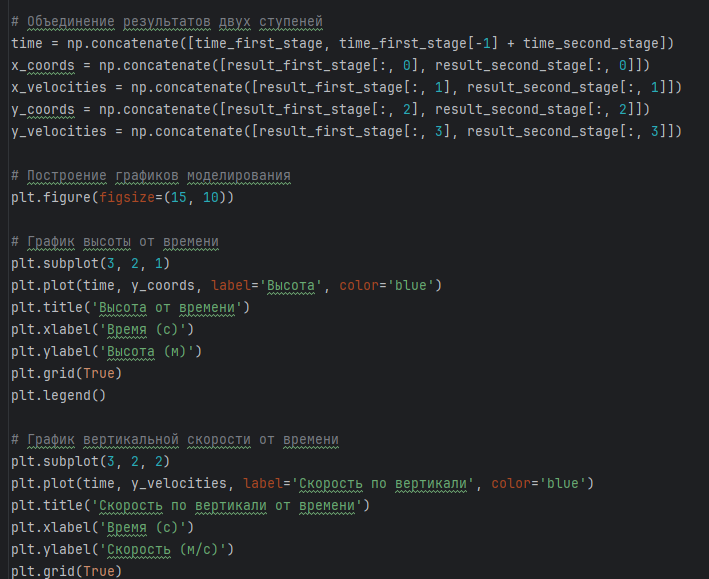 # Объединение результатов двух ступеней
time = np.concatenate([time_first_stage, time_first_stage[-1] + time_second_stage])
x_coords = np.concatenate([result_first_stage[:, 0], result_second_stage[:, 0]])
x_velocities = np.concatenate([result_first_stage[:, 1], result_second_stage[:, 1]])
y_coords = np.concatenate([result_first_stage[:, 2], result_second_stage[:, 2]])
y_velocities = np.concatenate([result_first_stage[:, 3], result_second_stage[:, 3]])
# Построение графиков моделирования
plt.figure(figsize=(15, 10))
# График высоты от времени
plt.subplot(3, 2, 1)
plt.plot(time, y_coords, label='Высота', color='blue')
plt.title('Высота от времени')
plt.xlabel('Время (с)')
plt.ylabel('Высота (м)')
plt.grid(True)
plt.legend()
# График вертикальной скорости от времени
plt.subplot(3, 2, 2)
plt.plot(time, y_velocities, label='Скорость по вертикали', color='blue')
plt.title('Скорость по вертикали от времени')
plt.xlabel('Время (с)')
plt.ylabel('Скорость (м/с)')
plt.grid(True)